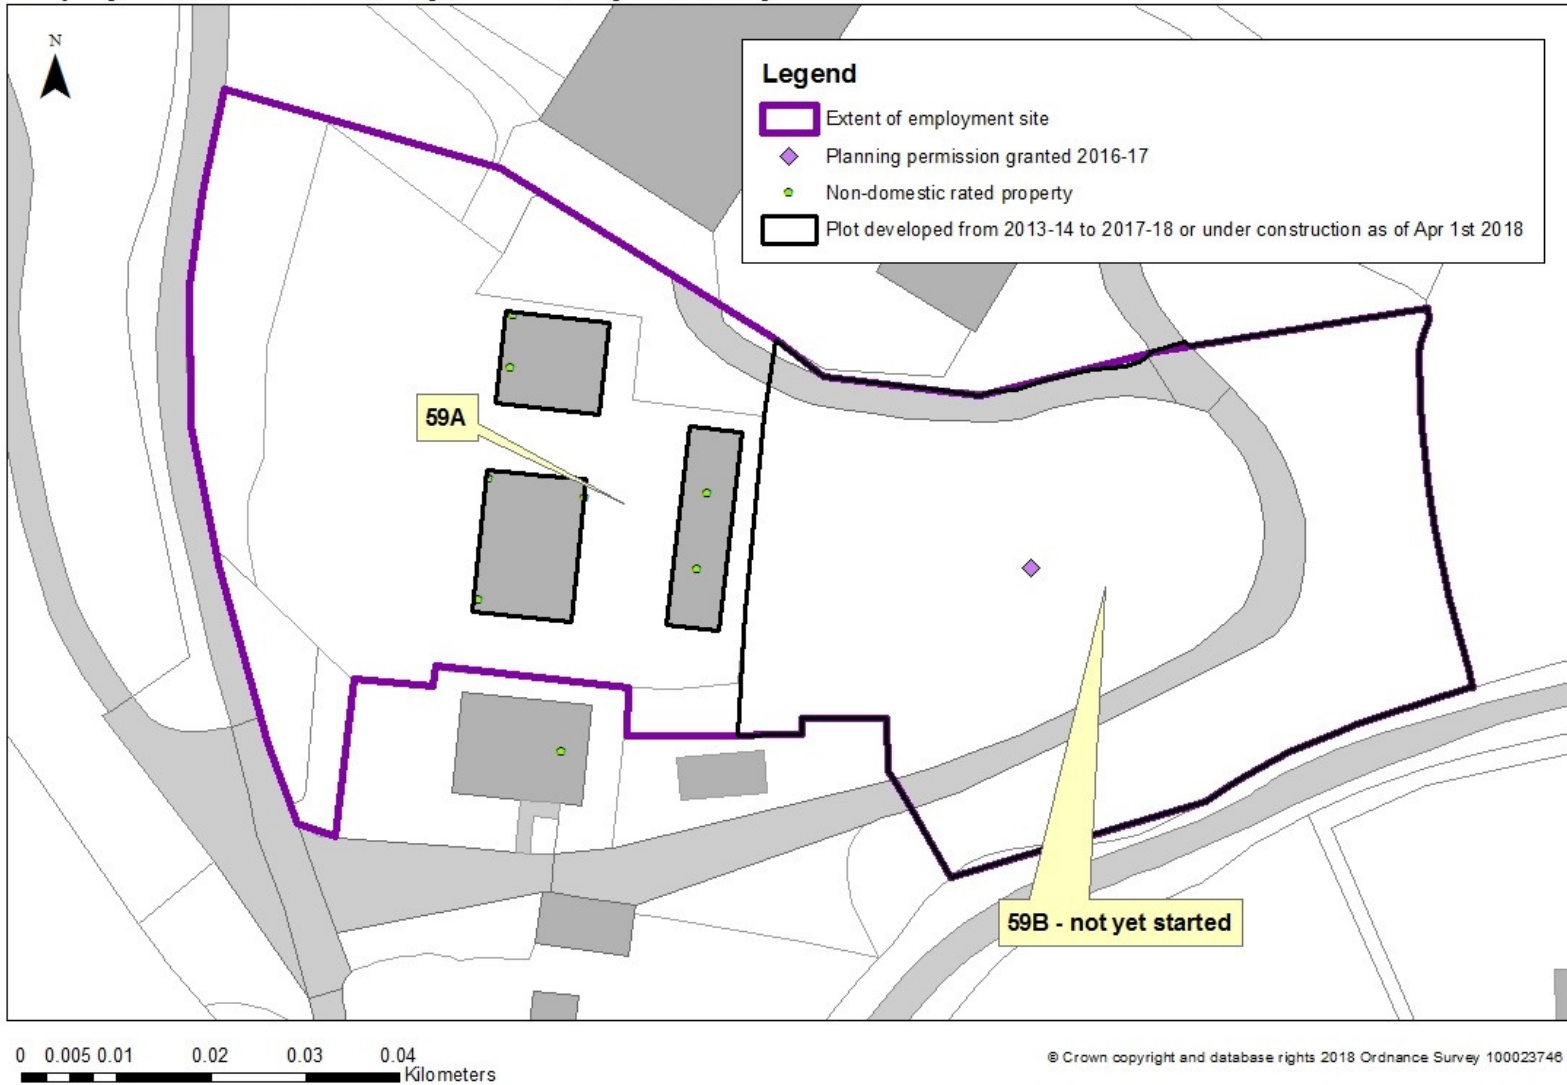 N
Legend
Extent of employment site
Planning permission granted 2016-17
Non-domestic rated property
Plot developed from 2013-14 to 2017-18 or under construction as of Apr 1st 2018
59A
59B - not yet started
0 0.005 0.01 0.02 0.03 0.04
Kilometers
© Crown copyright and database rights 2018 Ordnance Survey 100023746